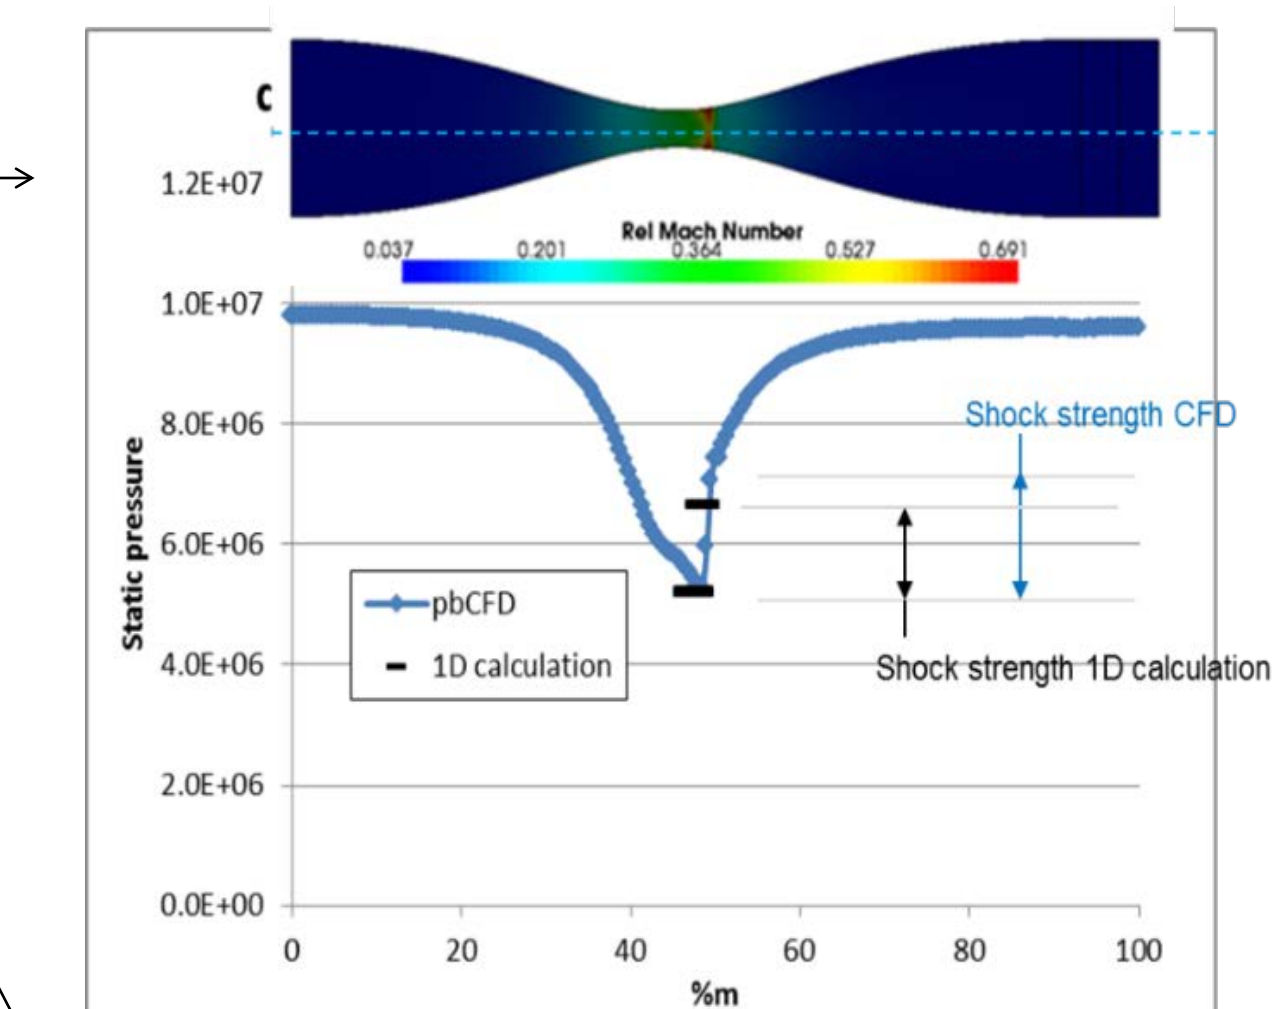 1.2E+07
Rel Mach Number
0.037 0.201 0.364 0.527 0.691
1.0E+07
Shock strength CFD
8.0E+06
Static pressure
6.0E+06
pbCFD
1D calculation
4.0E+06
Shock strength 1D calculation
2.0E+06
0.0E+00
0 20 40 60 80 100
%m